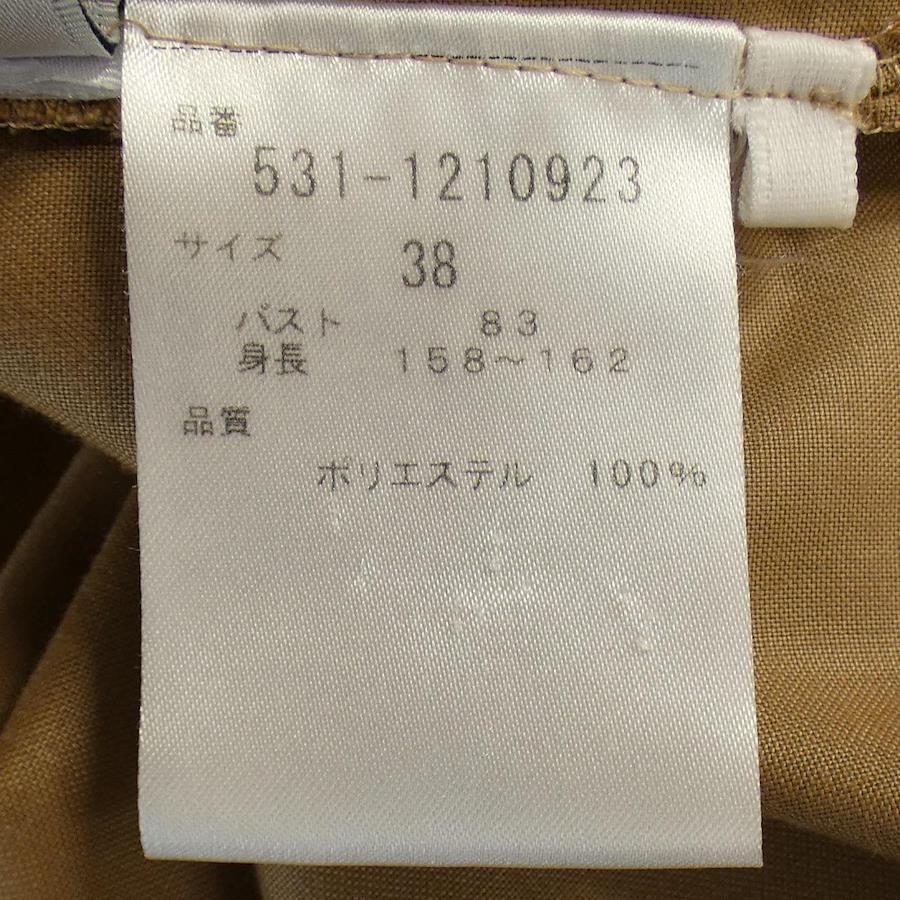 品番
531-1210923
サイズ 38
バスト 83
身長 158～162
品質
ポリエステル 100%